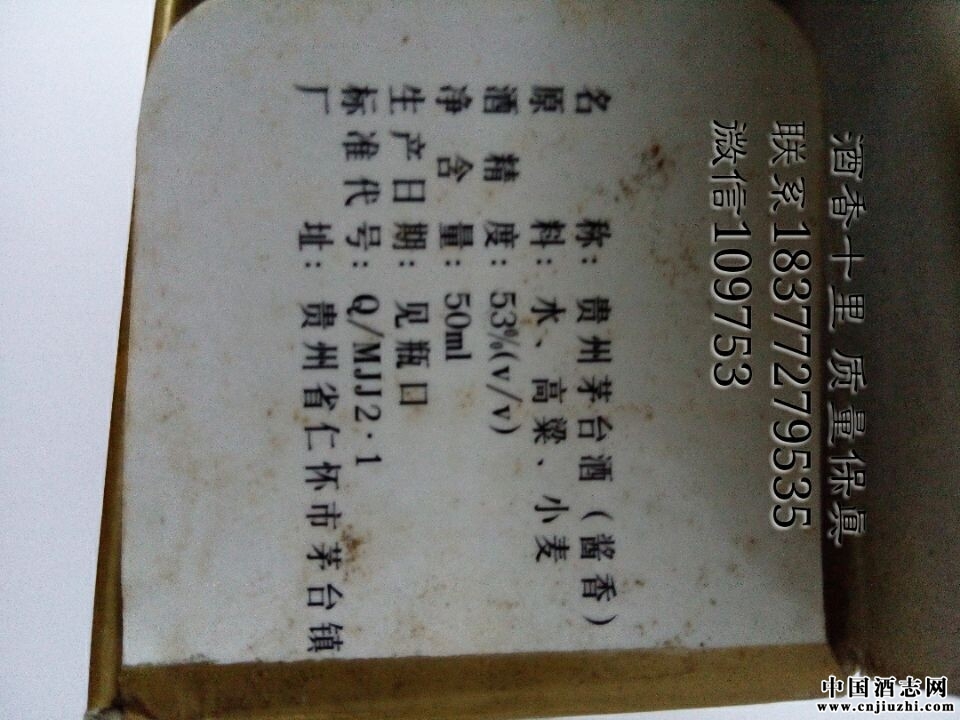 名 称：贵州茅台酒（酱香）
原 料：水、高粱、小麦
酒 精 度：53%(v/v)
净 含 量：50ml
生 产 日 期：见瓶口
标 准 代 号：Q/MJJ2·1
厂 址：贵州省仁怀市茅台镇
酒香十里 质量保真
联系18377279535
微信109753
中国酒志网
www.cnjiuzhi.com